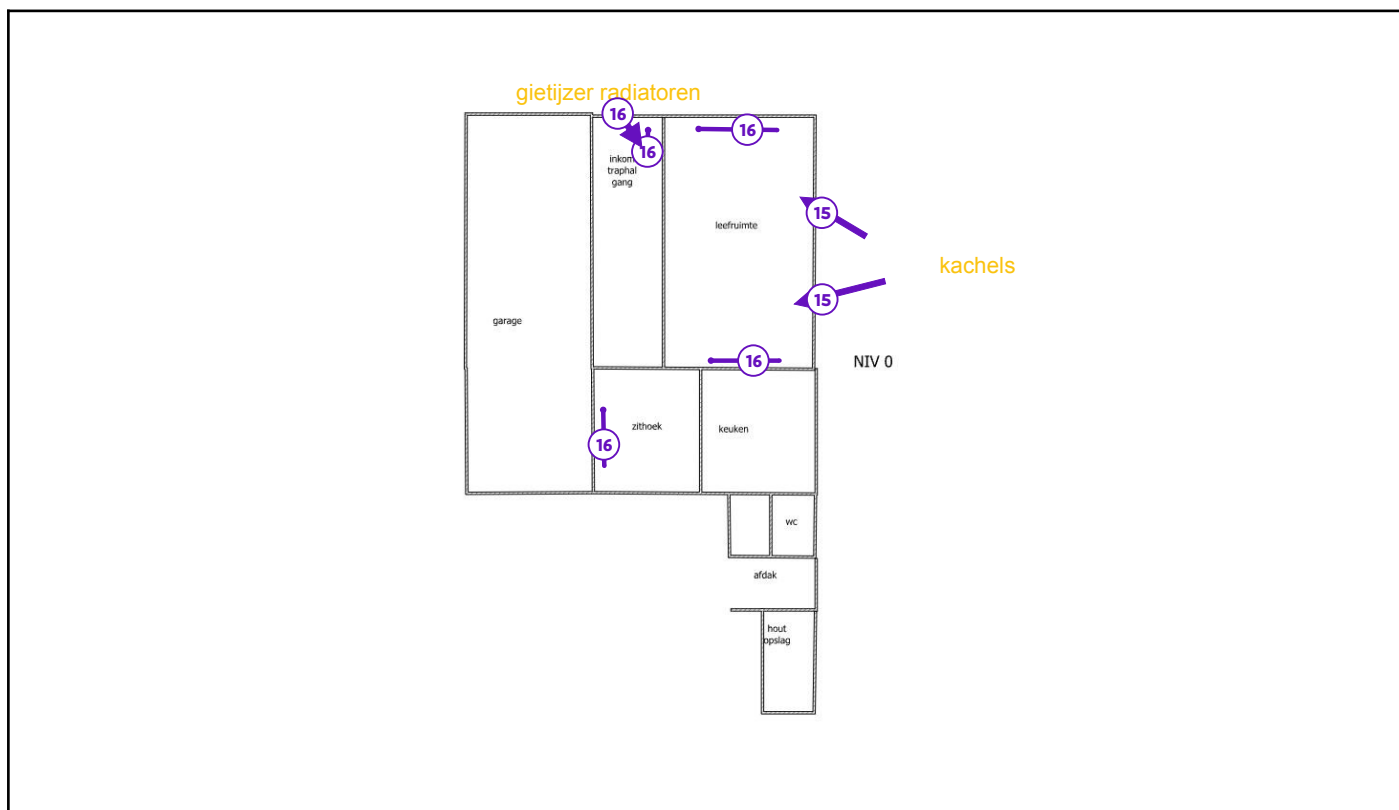 gietijzer radiatoren
16
16
16
inkom
traphal
gang
15
leefruimte
kachels
15
garage
16
NIV 0
zithoek
keuken
16
wc
afdak
hout
opslag